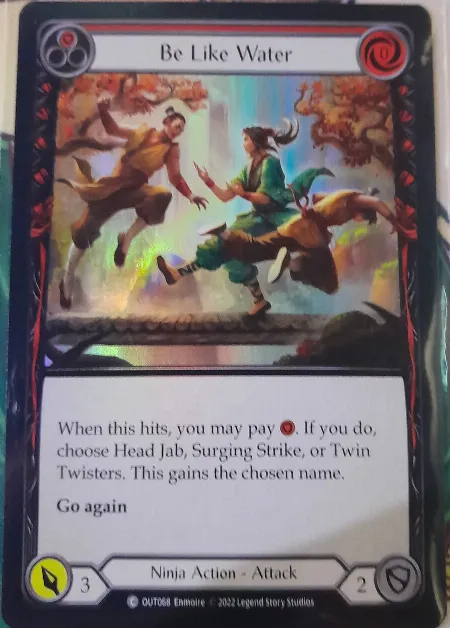 Be Like Water
0
When this hits, you may pay . If you do,
choose Head Jab, Surging Strike, or Twin
Twisters. This gains the chosen name.
Go again
3
Ninja Action - Attack
2
C OUT068 Enmoire © 2022 Legend Story Studios